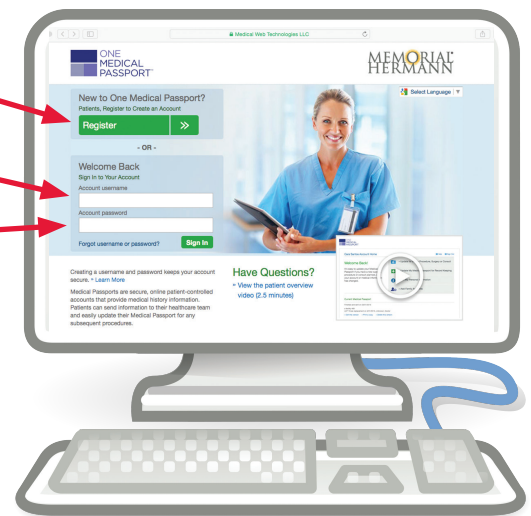 Medical Web Technologies LLC
ONE
MEDICAL
PASSPORT™
MEMORIAL®
HERMANN
Select Language ▼
New to One Medical Passport?
Patients, Register to Create an Account
Register »
- OR -
Welcome Back
Sign In to Your Account
Account username
Account password
Forgot username or password? Sign In
Creating a username and password keeps your account
secure. • Learn More
Medical Passports are secure, online patient-controlled
accounts that provide medical history information.
Patients can send information to their healthcare team
and easily update their Medical Passport for any
subsequent procedures.
Have Questions?
View the patient overview
video (2.5 minutes)
Welcome Back!